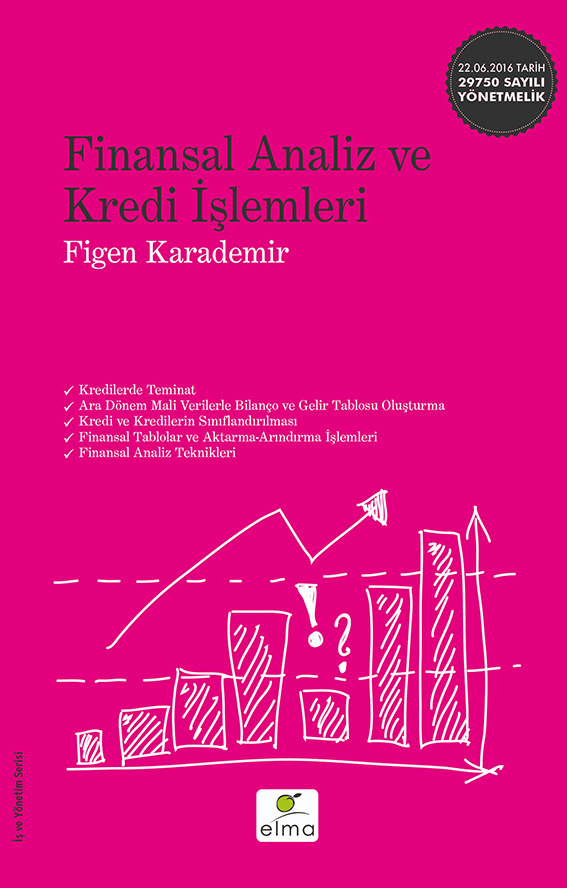 22.06.2016 TARİH
29750 SAYILI
YÖNETMELİK
Finansal Analiz ve
Kredi İşlemleri
Figen Karademir
✓ Kredilerde Teminat
✓ Ara Dönem Mali Verilerle Bilanço ve Gelir Tablosu Oluşturma
✓ Kredi ve Kredilerin Sınıflandırılması
✓ Finansal Tablolar ve Aktarma-Arındırma İşlemleri
✓ Finansal Analiz Teknikleri
! ?
İş ve Yönetim Serisi
elma